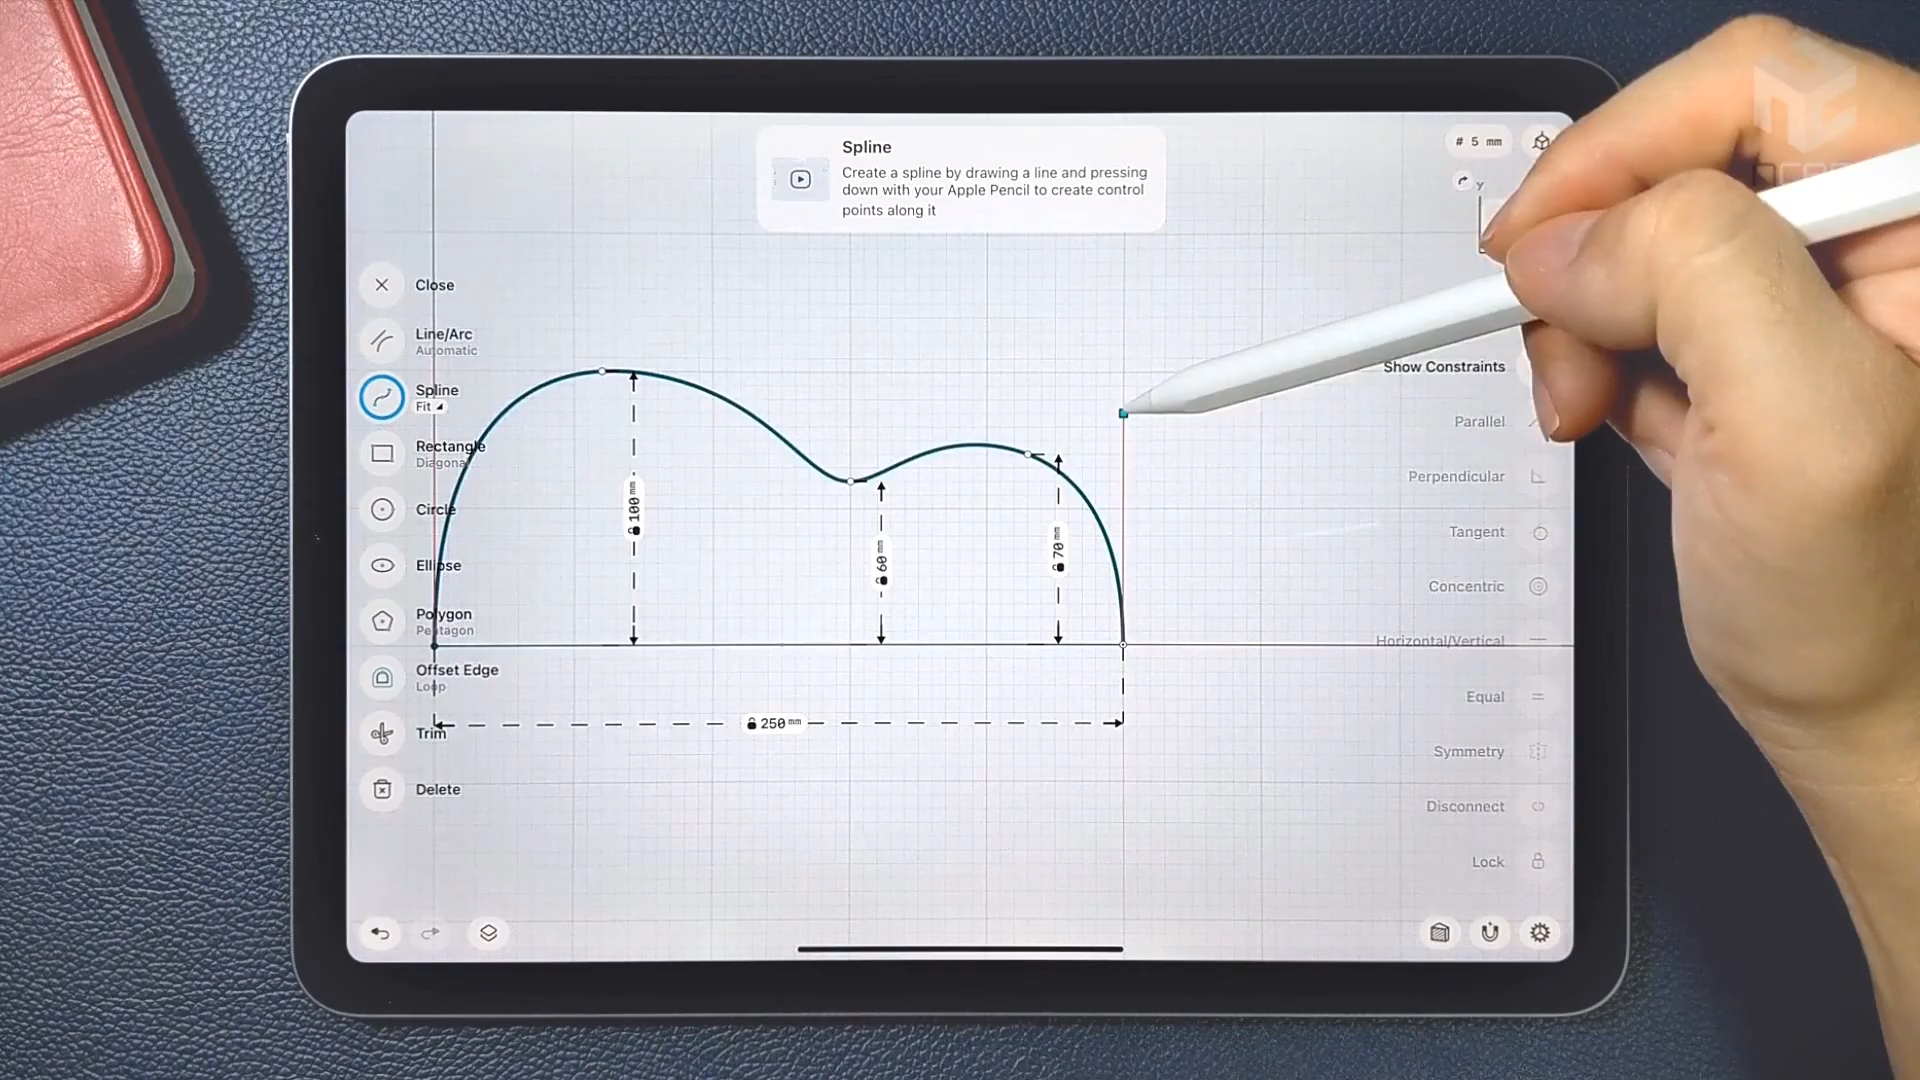 Spline
Create a spline by drawing a line and pressing
down with your Apple Pencil to create control
points along it
# 5 mm
y
Close
Line/Arc
Automatic
Spline
Fit
Rectangle
Diagonal
Circle
Ellipse
Polygon
Pentagon
Offset Edge
Loop
Trim
Delete
100 mm
60 mm
70 mm
250 mm
Show Constraints
Parallel
Perpendicular
Tangent
Concentric
Horizontal/Vertical
Equal
Symmetry
Disconnect
Lock